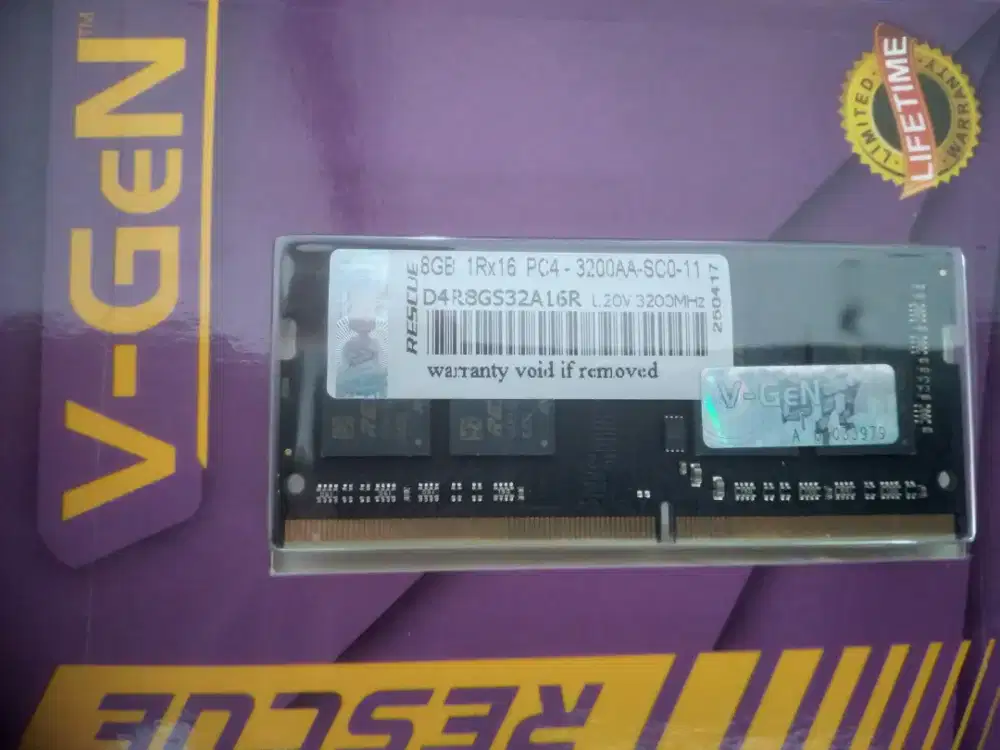 V-GeN™
LIMITED
LIFETIME
WARRANTY
RESCUE
8GB 1Rx16 PC4 - 3200AA-SC0-11
D4R8GS32A16R 1.20V 3200MHz
250417
warranty void if removed
V-GeN
RESCUE